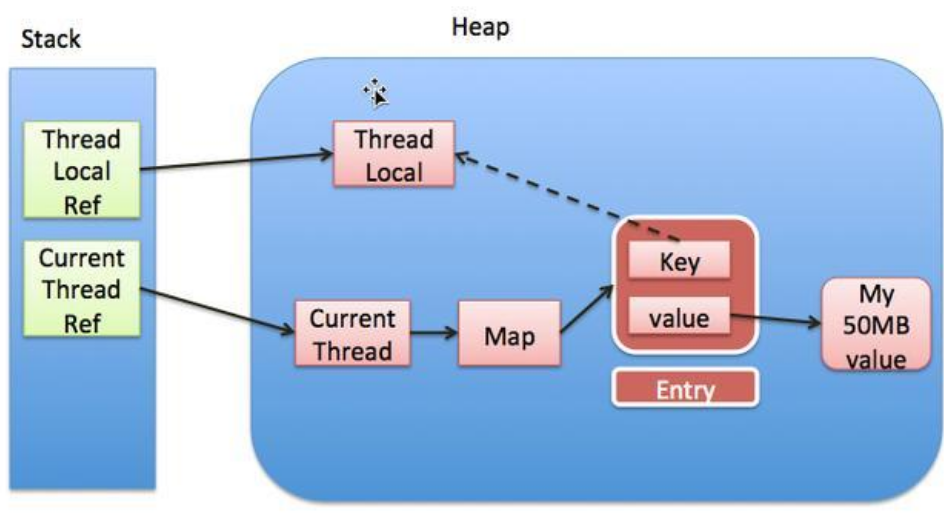 Stack
Heap
Thread
Local
Ref
Thread
Local
Current
Thread
Ref
Key
value
Current
Thread
Map
My
50MB
value
Entry